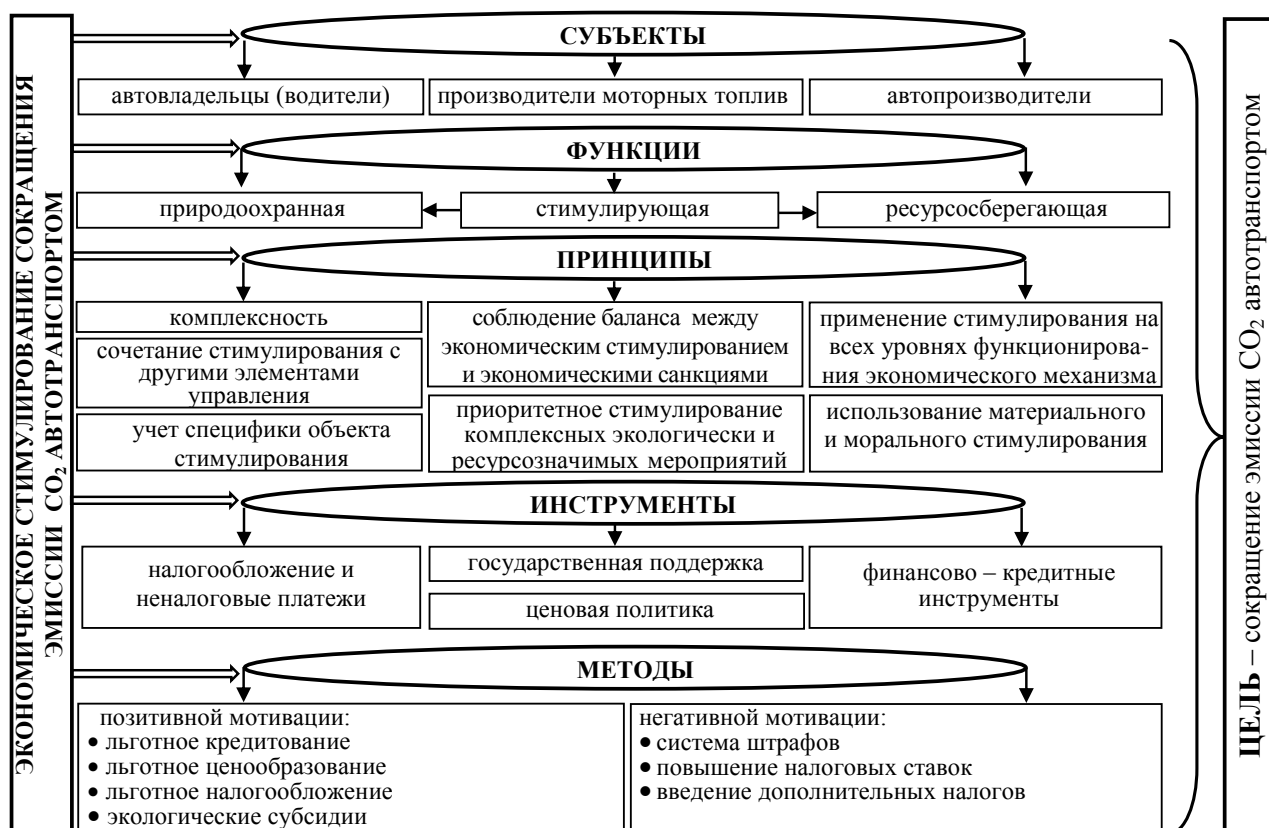 ЭКОНОМИЧЕСКОЕ СТИМУЛИРОВАНИЕ СОКРАЩЕНИЯ
ЭМИССИИ CO₂ АВТОТРАНСПОРТОМ
СУБЪЕКТЫ
автовладельцы (водители)
производители моторных топлив
автопроизводители
ФУНКЦИИ
природоохранная
стимулирующая
ресурсосберегающая
ПРИНЦИПЫ
комплексность
сочетание стимулирования с
другими элементами
управления
учет специфики объекта
стимулирования
соблюдение баланса между
экономическим стимулированием
и экономическими санкциями
приоритетное стимулирование
комплексных экологически и
ресурсозначимых мероприятий
применение стимулирования на
всех уровнях функционирова-
ния экономического механизма
использование материального
и морального стимулирования
ИНСТРУМЕНТЫ
налогообложение и
неналоговые платежи
государственная поддержка
ценовая политика
финансово – кредитные
инструменты
МЕТОДЫ
позитивной мотивации:
• льготное кредитование
• льготное ценообразование
• льготное налогообложение
• экологические субсидии
негативной мотивации:
• система штрафов
• повышение налоговых ставок
• введение дополнительных налогов
ЦЕЛЬ – сокращение эмиссии CO₂ автотранспортом